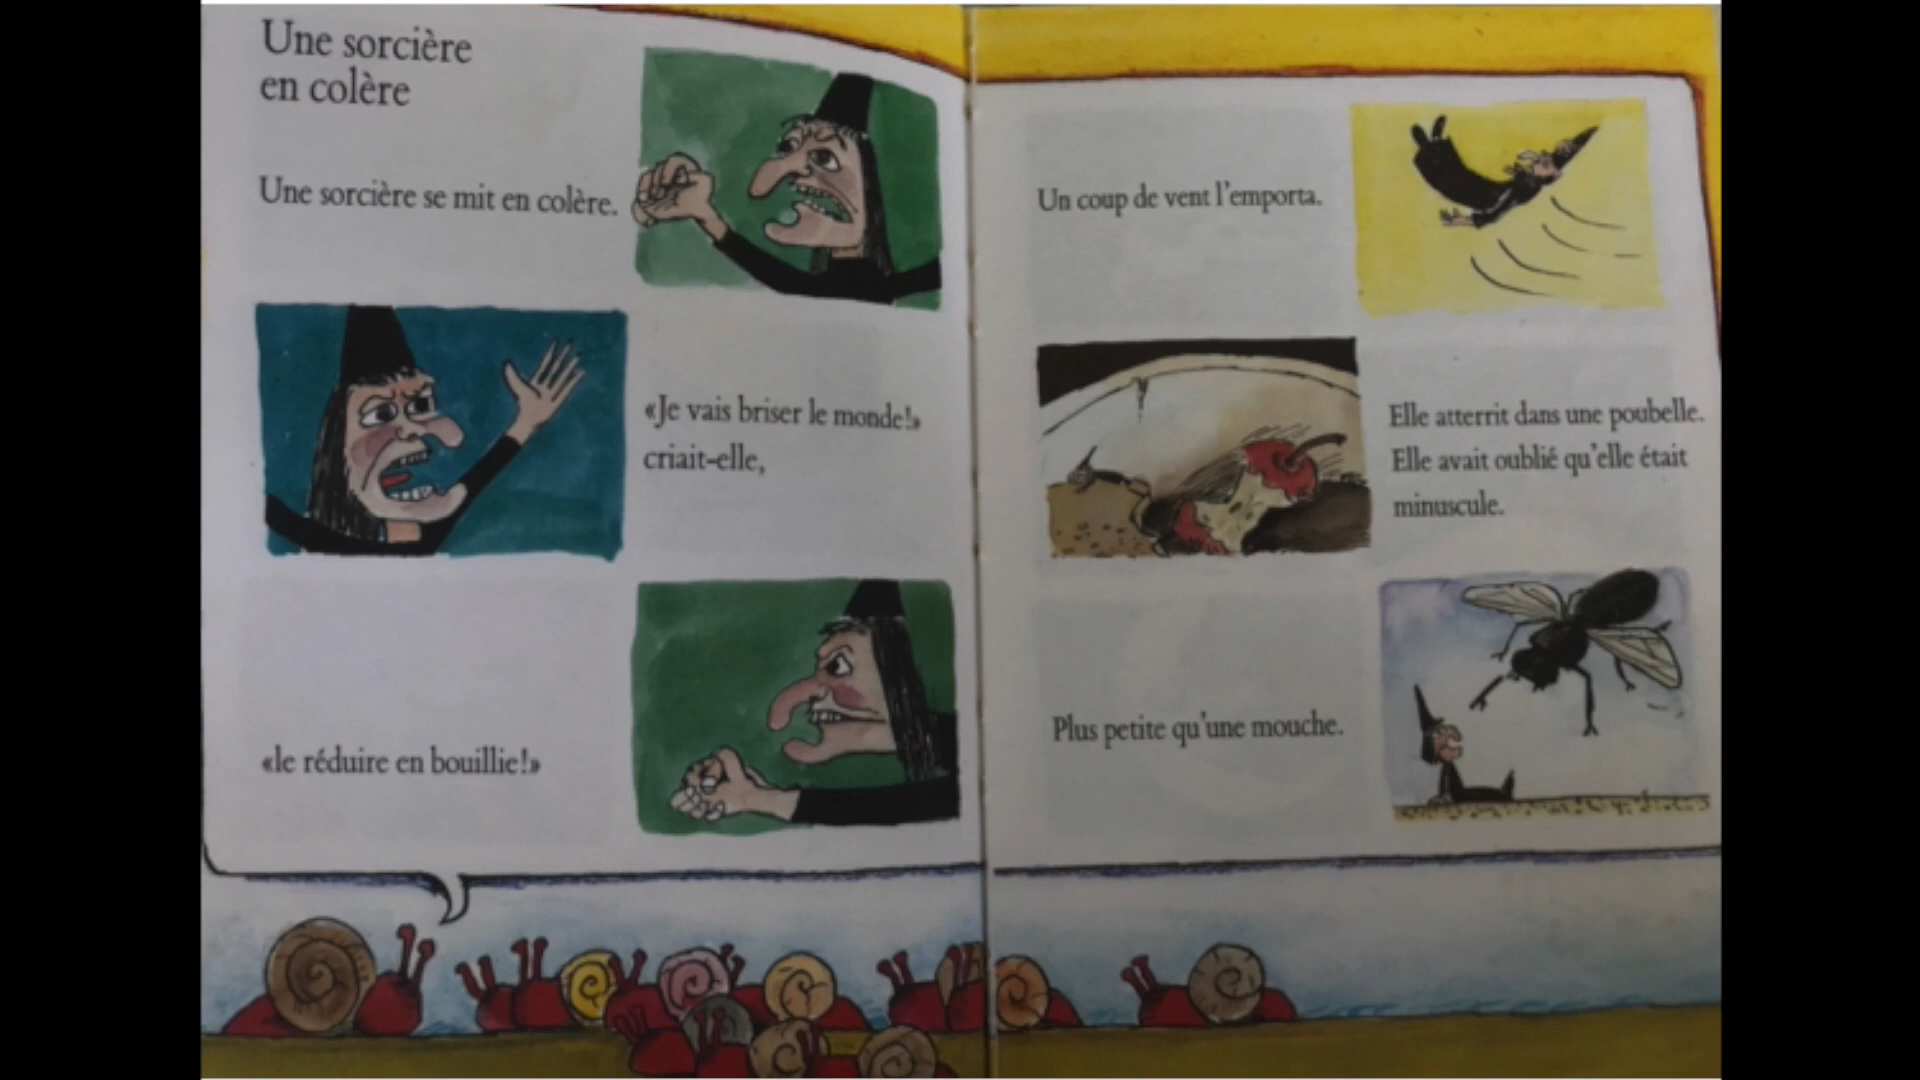 Une sorcière
en colère
Une sorcière se mit en colère.
«Je vais briser le monde!»
criait-elle,
«le réduire en bouillie!»
Un coup de vent l'emporta.
Elle atterrit dans une poubelle.
Elle avait oublié qu'elle était
minuscule.
Plus petite qu'une mouche.